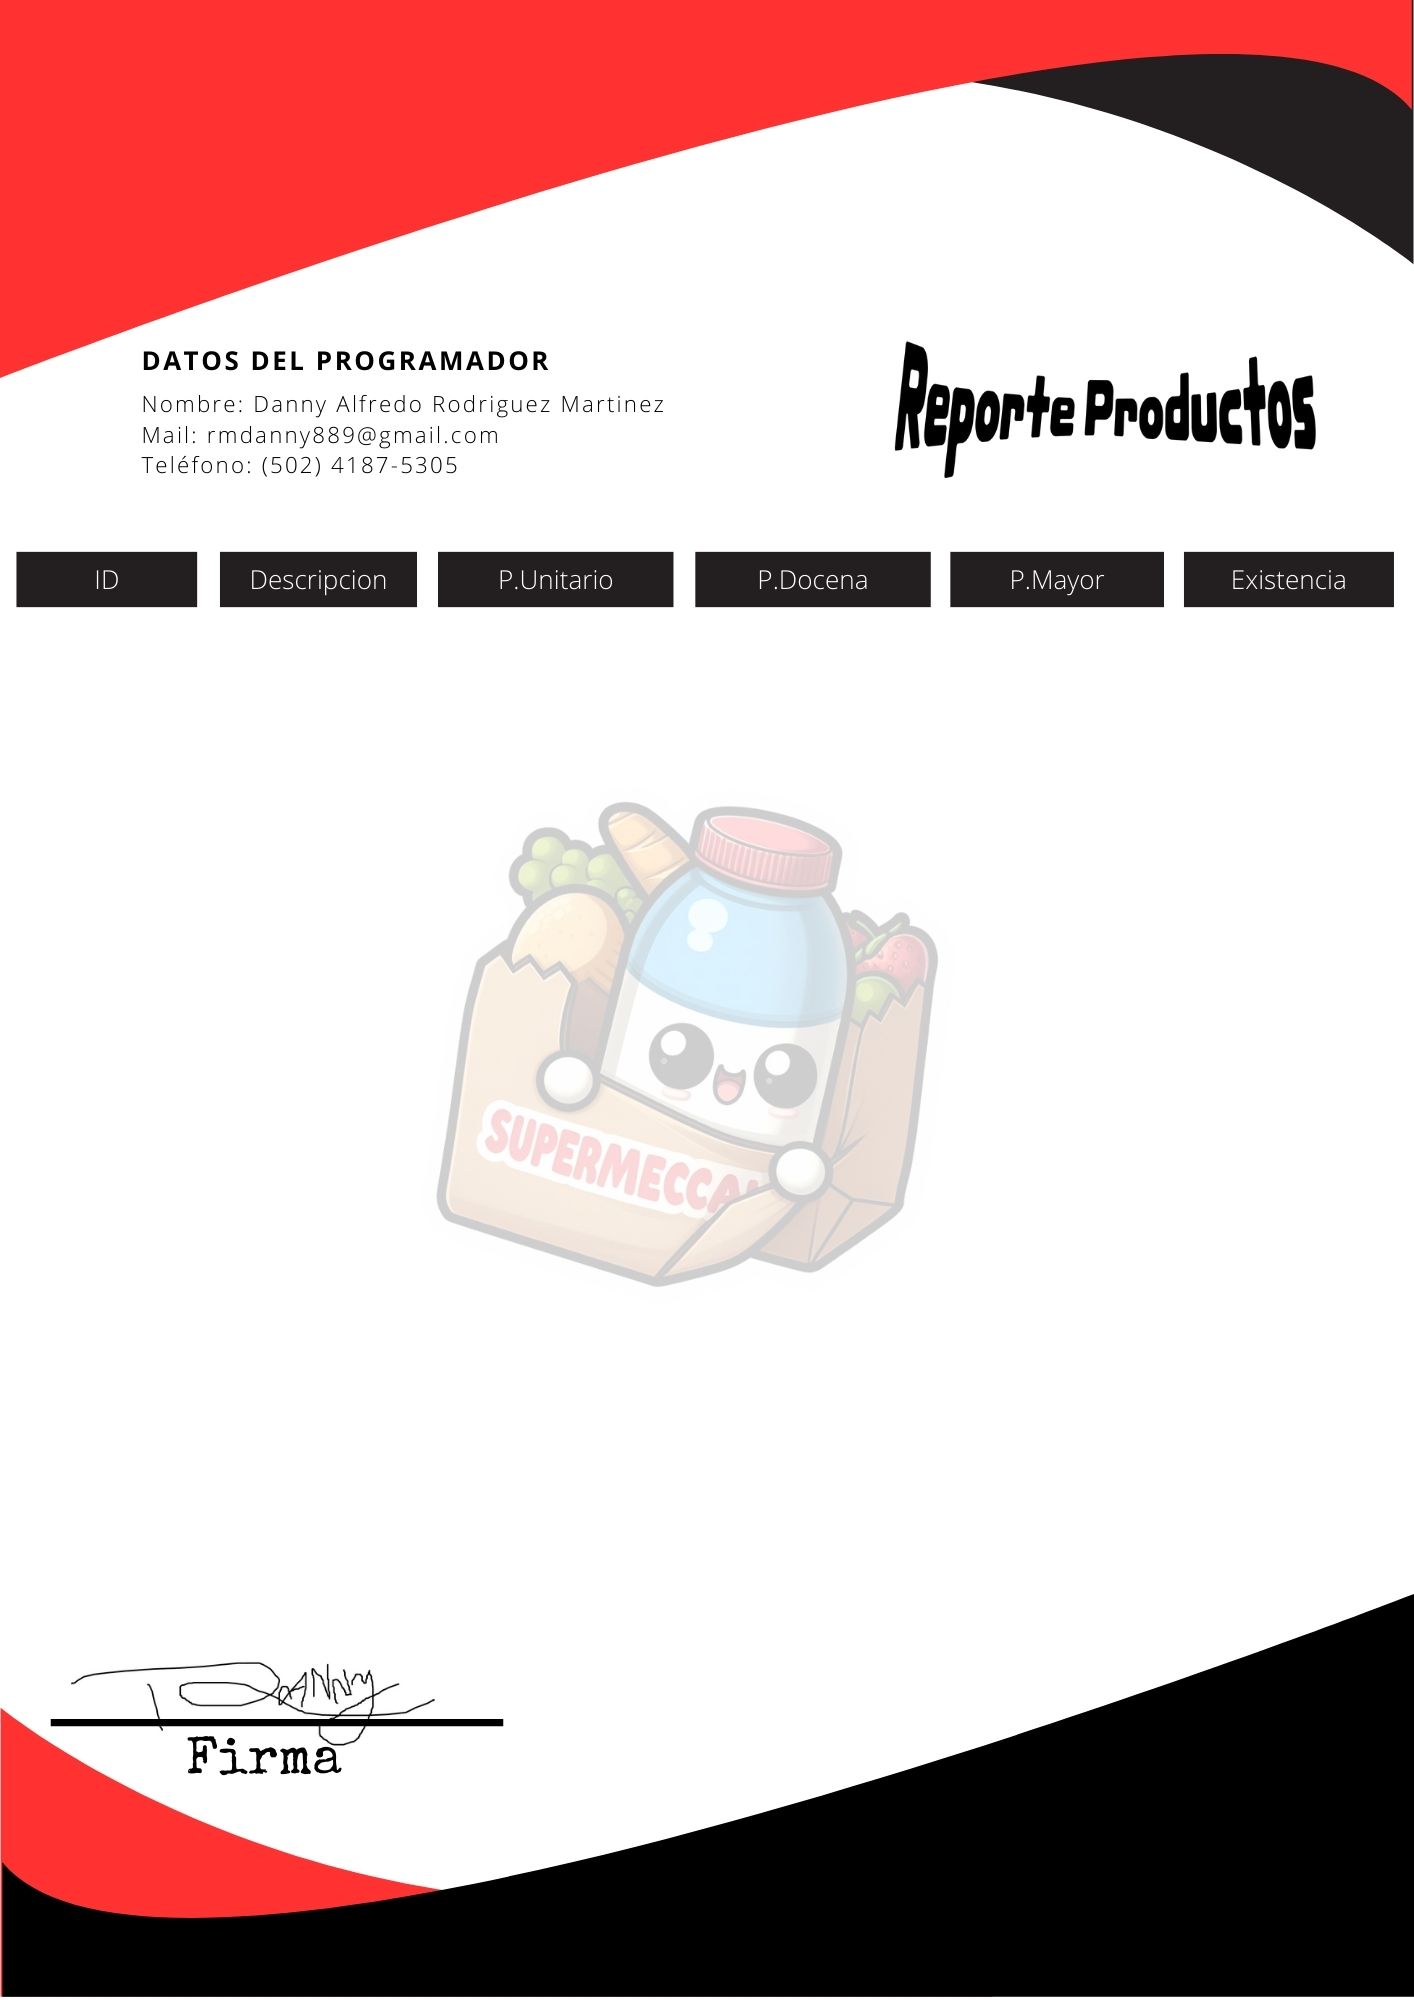 DATOS DEL PROGRAMADOR
Nombre: Danny Alfredo Rodriguez Martinez
Mail: rmdanny889@gmail.com
Teléfono: (502) 4187-5305
Reporte Productos
ID Descripcion P.Unitario P.Docena P.Mayor Existencia
SUPERMECCA
Danny
Firma